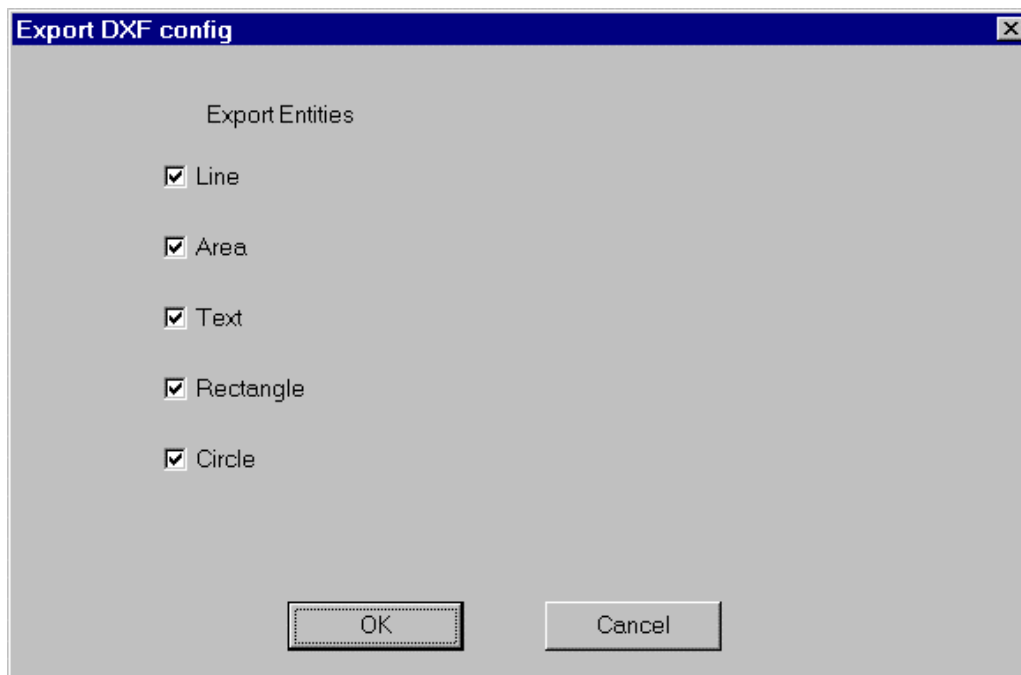 Export DXF config
Export Entities
Line
Area
Text
Rectangle
Circle
OK
Cancel